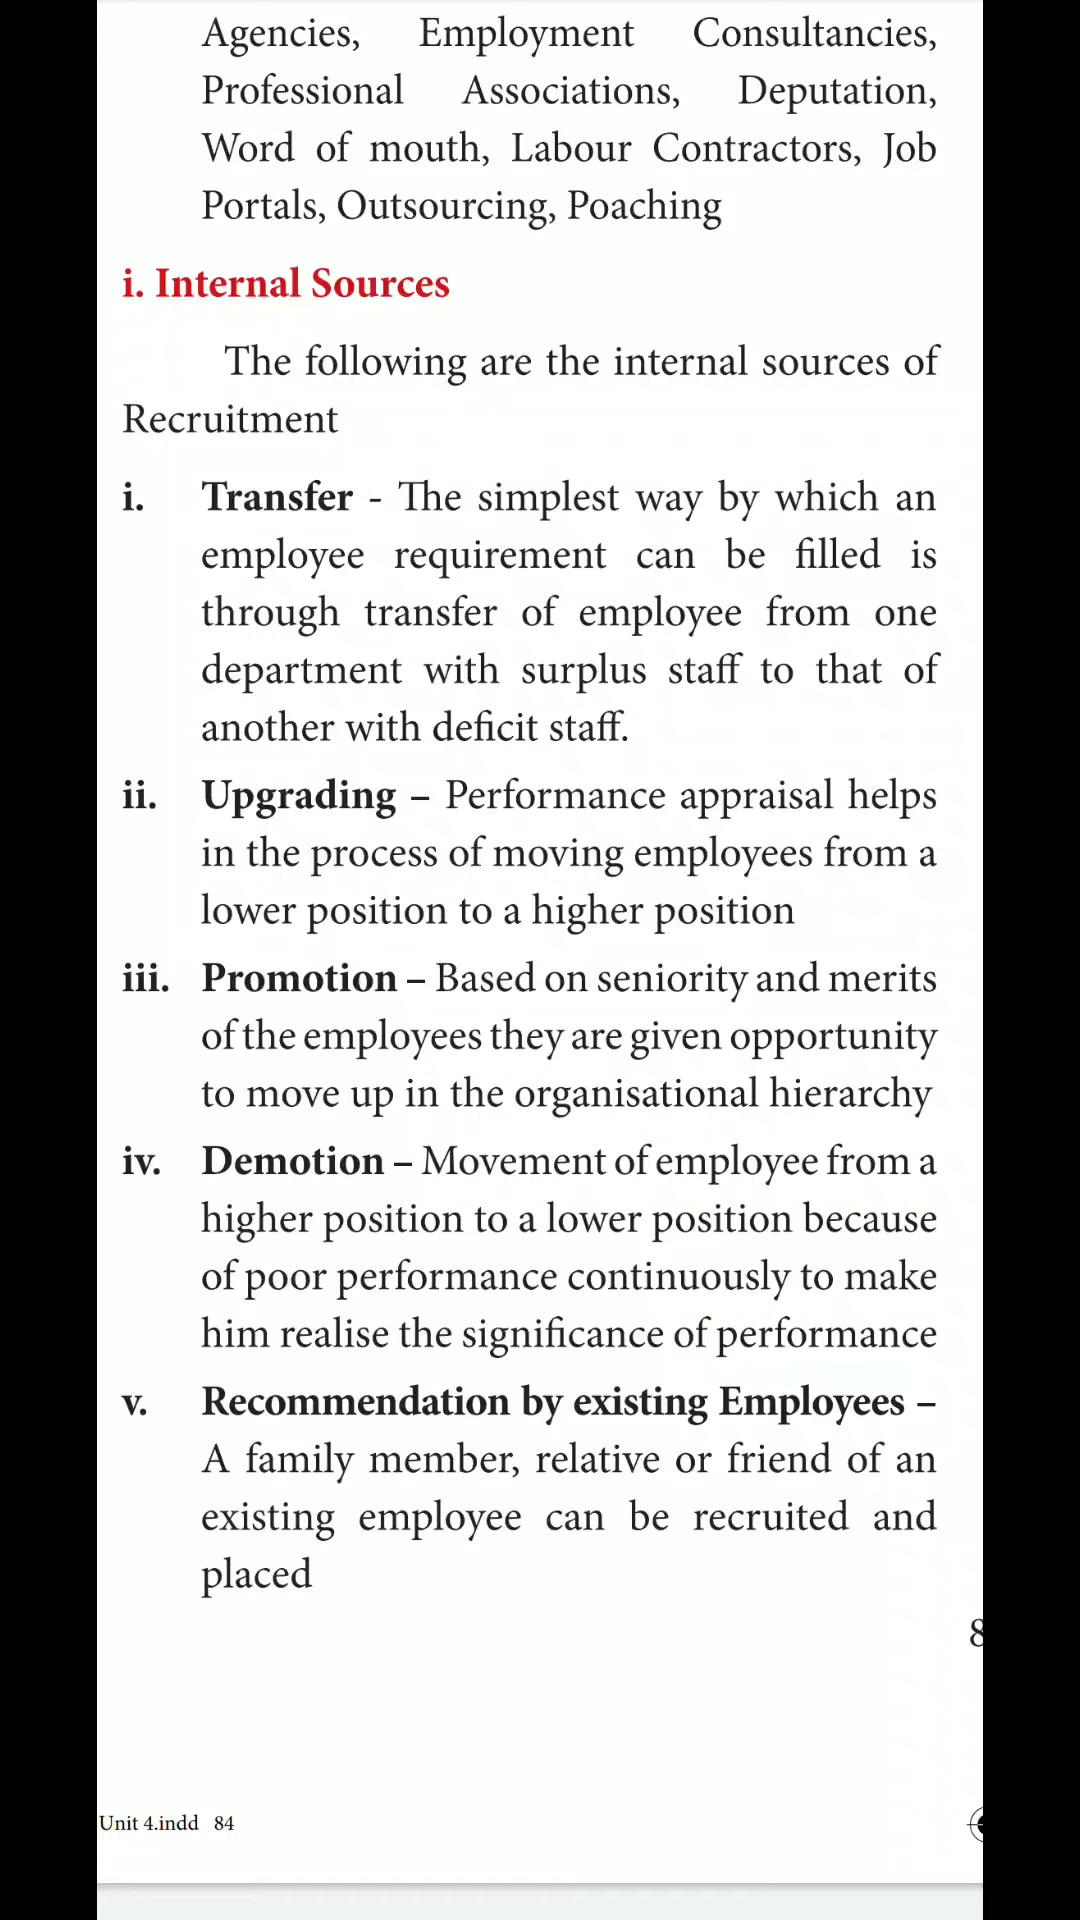 Agencies, Employment Consultancies,
Professional Associations, Deputation,
Word of mouth, Labour Contractors, Job
Portals, Outsourcing, Poaching
i. Internal Sources
The following are the internal sources of
Recruitment
i. Transfer - The simplest way by which an
employee requirement can be filled is
through transfer of employee from one
department with surplus staff to that of
another with deficit staff.
ii. Upgrading – Performance appraisal helps
in the process of moving employees from a
lower position to a higher position
iii. Promotion – Based on seniority and merits
of the employees they are given opportunity
to move up in the organisational hierarchy
iv. Demotion – Movement of employee from a
higher position to a lower position because
of poor performance continuously to make
him realise the significance of performance
v. Recommendation by existing Employees –
A family member, relative or friend of an
existing employee can be recruited and
placed
8
Unit 4.indd 84